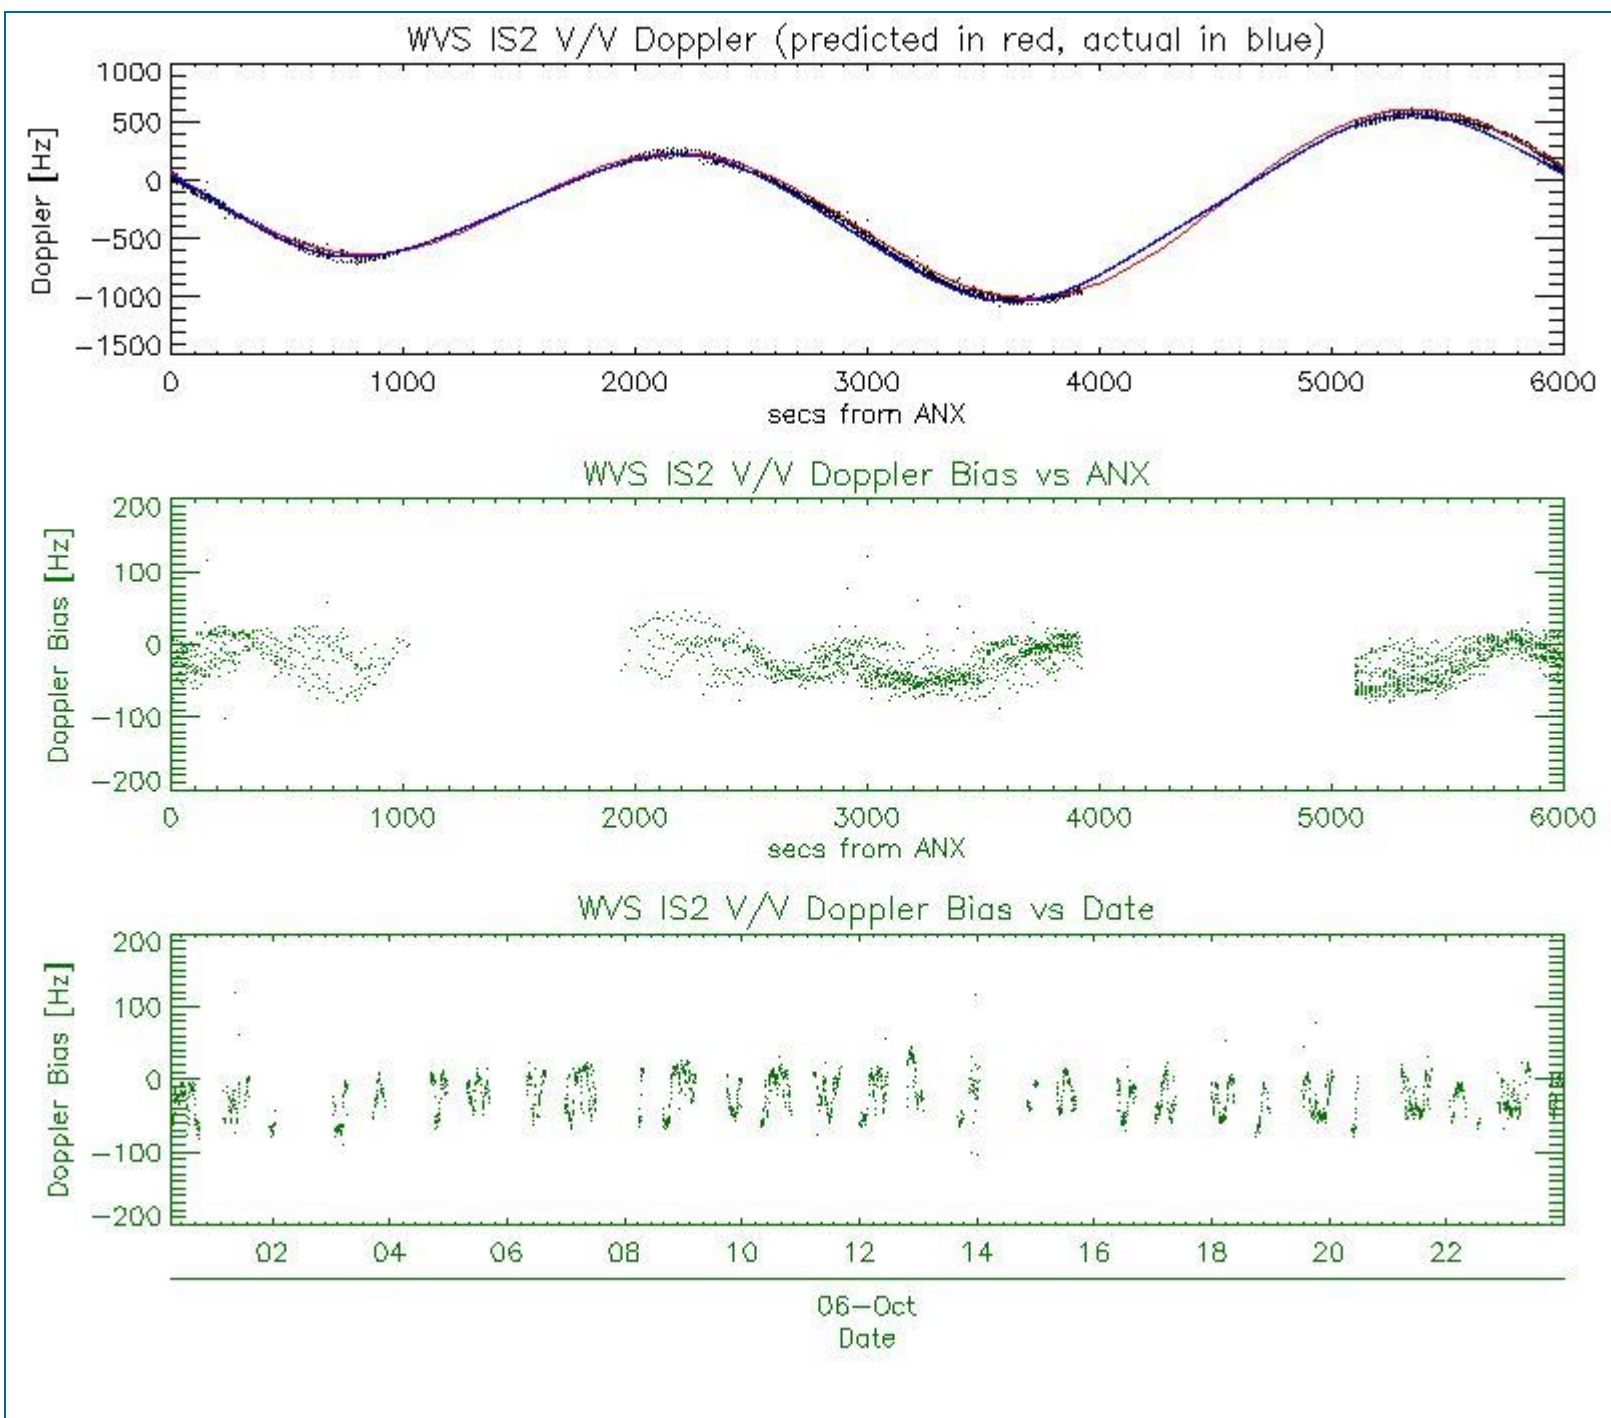 WVS IS2 V/V Doppler (predicted in red, actual in blue)
1000
500
0
−500
−1000
−1500
Doppler [Hz]
0 1000 2000 3000 4000 5000 6000
secs from ANX
WVS IS2 V/V Doppler Bias vs ANX
200
100
0
−100
−200
Doppler Bias [Hz]
0 1000 2000 3000 4000 5000 6000
secs from ANX
WVS IS2 V/V Doppler Bias vs Date
200
100
0
−100
−200
Doppler Bias [Hz]
02 04 06 08 10 12 14 16 18 20 22
06−Oct
Date